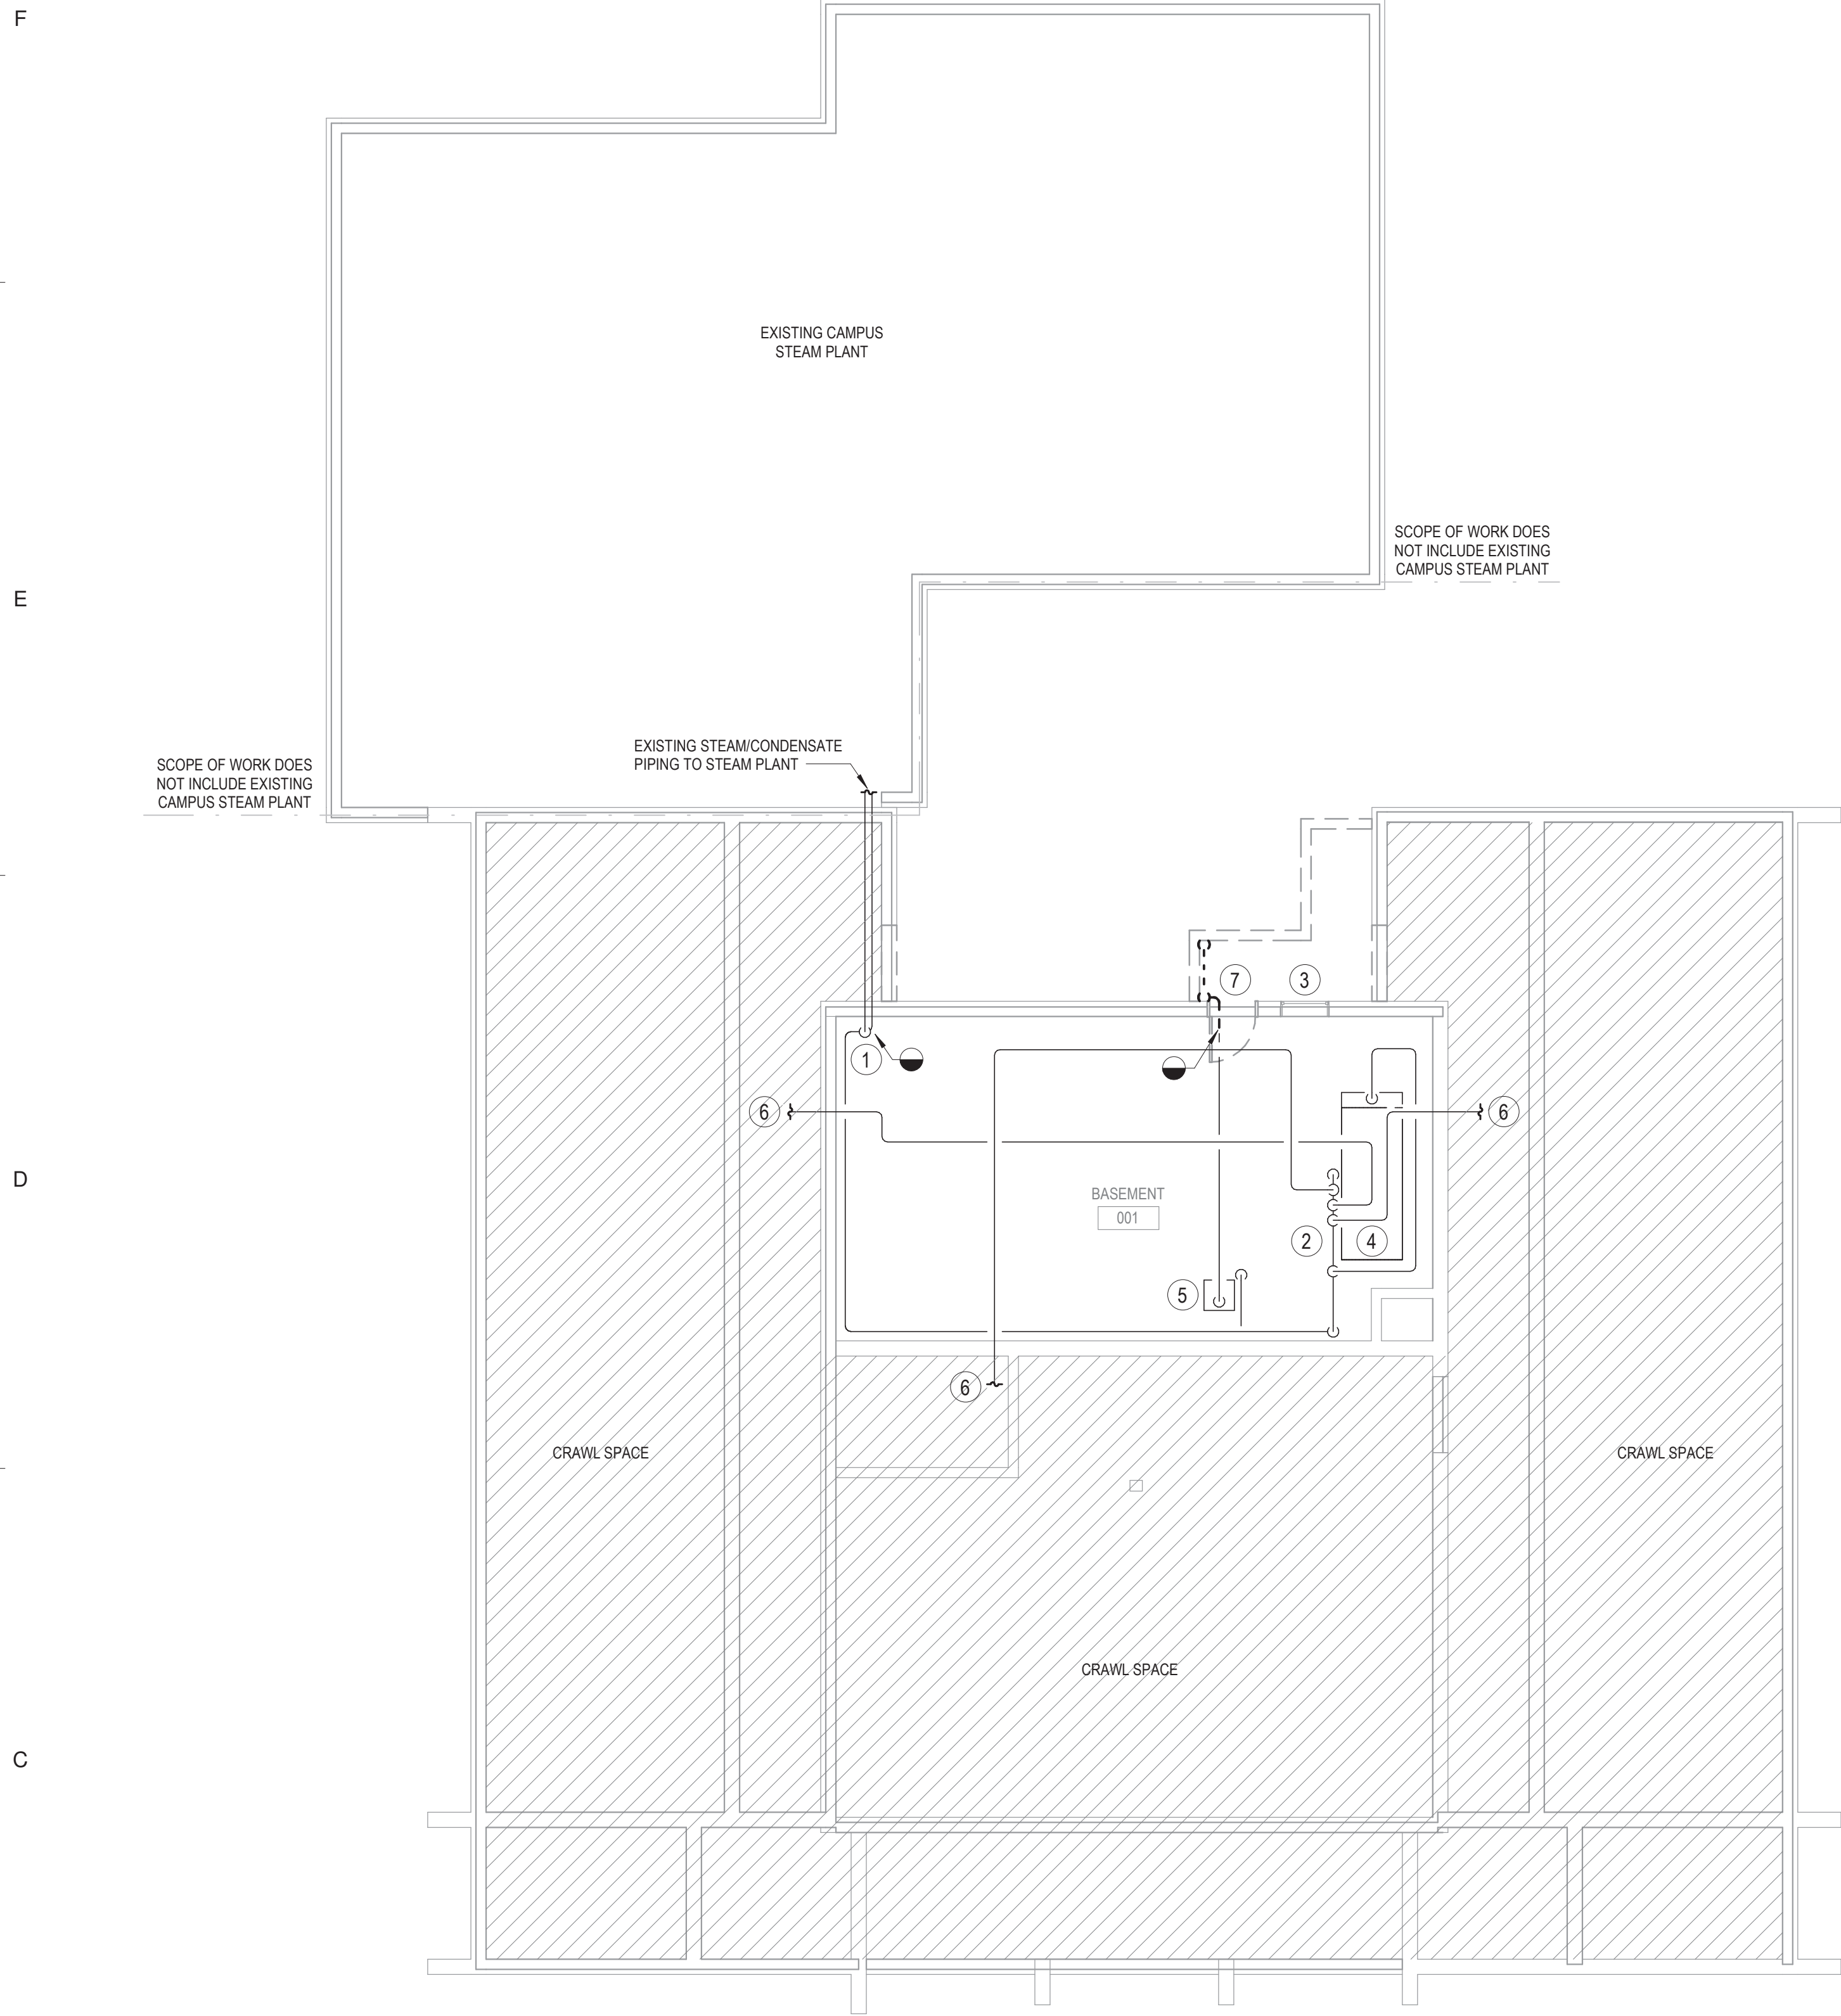 F
EXISTING CAMPUS
STEAM PLANT
SCOPE OF WORK DOES
NOT INCLUDE EXISTING
CAMPUS STEAM PLANT
E
EXISTING STEAM/CONDENSATE
PIPING TO STEAM PLANT
SCOPE OF WORK DOES
NOT INCLUDE EXISTING
CAMPUS STEAM PLANT
7
3
1
6
6
D
BASEMENT
001
2
4
5
6
CRAWL SPACE
CRAWL SPACE
CRAWL SPACE
C